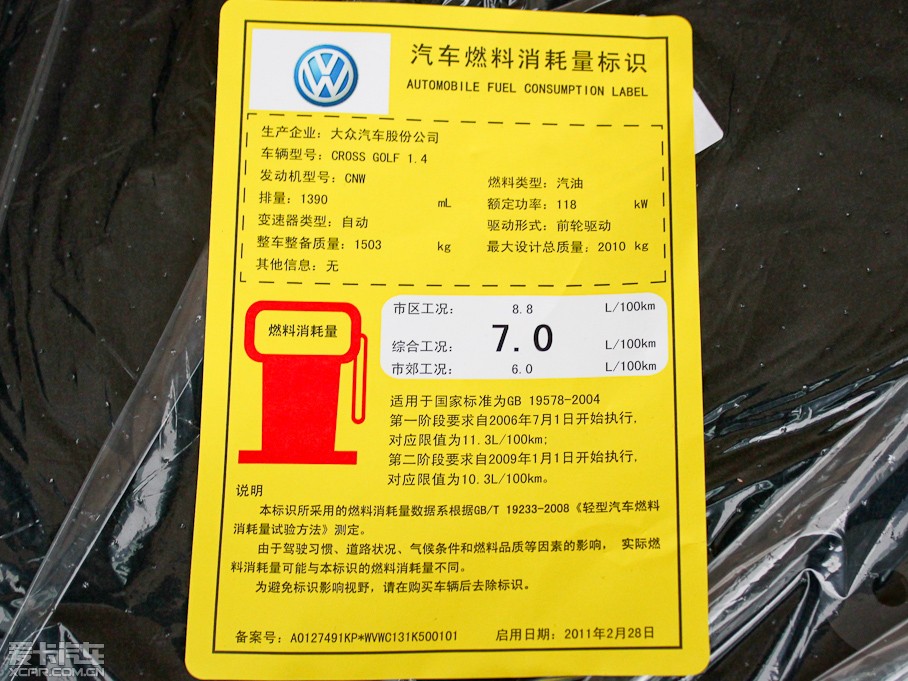 汽车燃料消耗量标识
AUTOMOBILE FUEL CONSUMPTION LABEL
生产企业：大众汽车股份公司
车辆型号：CROSS GOLF 1.4
发动机型号：CNW 燃料类型：汽油
排量：1390 mL 额定功率：118 kW
变速器类型：自动 驱动形式：前轮驱动
整车整备质量：1503 kg 最大设计总质量：2010 kg
其他信息：无
燃料消耗量
市区工况： 8.8 L/100km
综合工况： 7.0 L/100km
市郊工况： 6.0 L/100km
适用于国家标准为GB 19578-2004
第一阶段要求自2006年7月1日开始执行，
对应限值为11.3L/100km;
第二阶段要求自2009年1月1日开始执行，
对应限值为10.3L/100km。
说明
本标识所采用的燃料消耗量数据系根据GB/T 19233-2008《轻型汽车燃料
消耗量试验方法》测定。
由于驾驶习惯、道路状况、气候条件和燃料品质等因素的影响， 实际燃
料消耗量可能与本标识的燃料消耗量不同。
为避免标识影响视野，请在购买车辆后去除标识。
备案号：A0127491KP*WVWC131K500101 启用日期：2011年2月28日
爱卡汽车
XCAR.COM.CN